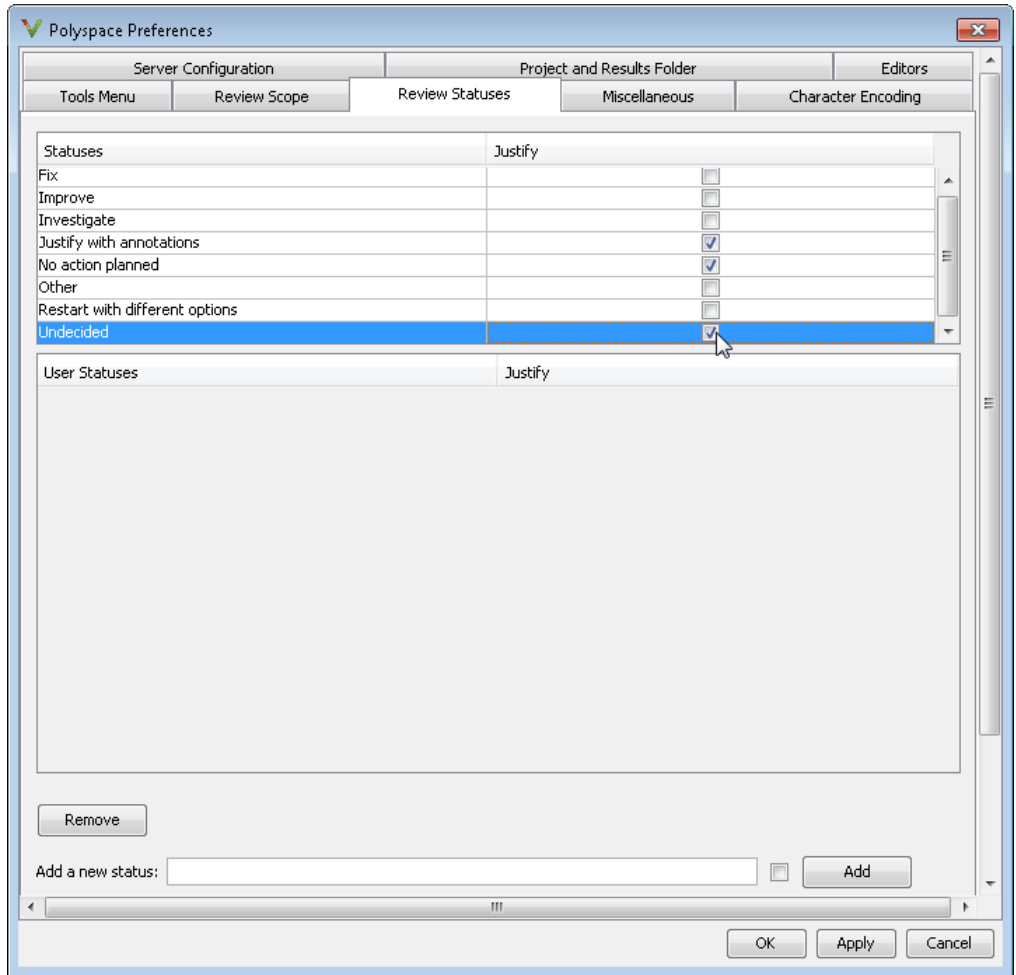 Polyspace Preferences
Server Configuration Project and Results Folder Editors
Tools Menu Review Scope Review Statuses Miscellaneous Character Encoding
Statuses Justify
Fix
Improve
Investigate
Justify with annotations
No action planned
Other
Restart with different options
Undecided
User Statuses Justify
Remove
Add a new status: Add
OK Apply Cancel